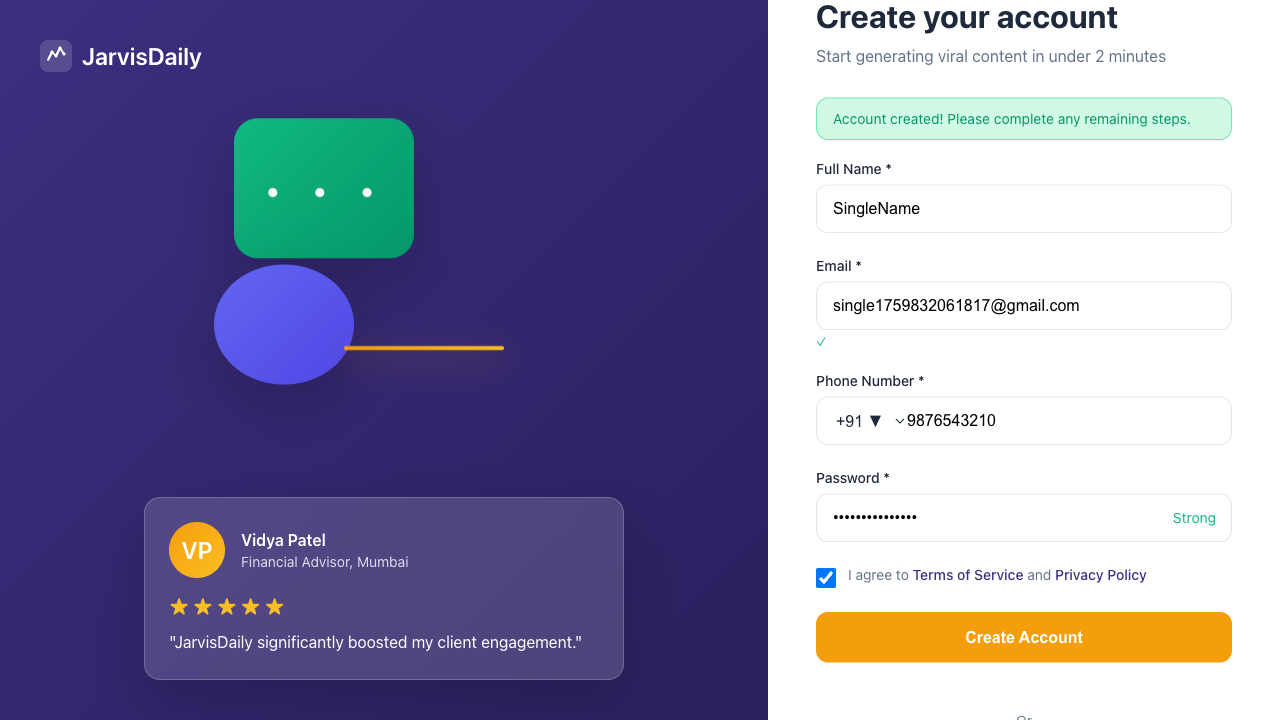 JarvisDaily
VP
Vidya Patel
Financial Advisor, Mumbai
"JarvisDaily significantly boosted my client engagement."
Create your account
Start generating viral content in under 2 minutes
Account created! Please complete any remaining steps.
Full Name *
SingleName
Email *
single1759832061817@gmail.com
✓
Phone Number *
+91 ▼ 9876543210
Password *
•••••••••••••••
Strong
I agree to Terms of Service and Privacy Policy
Create Account
Or